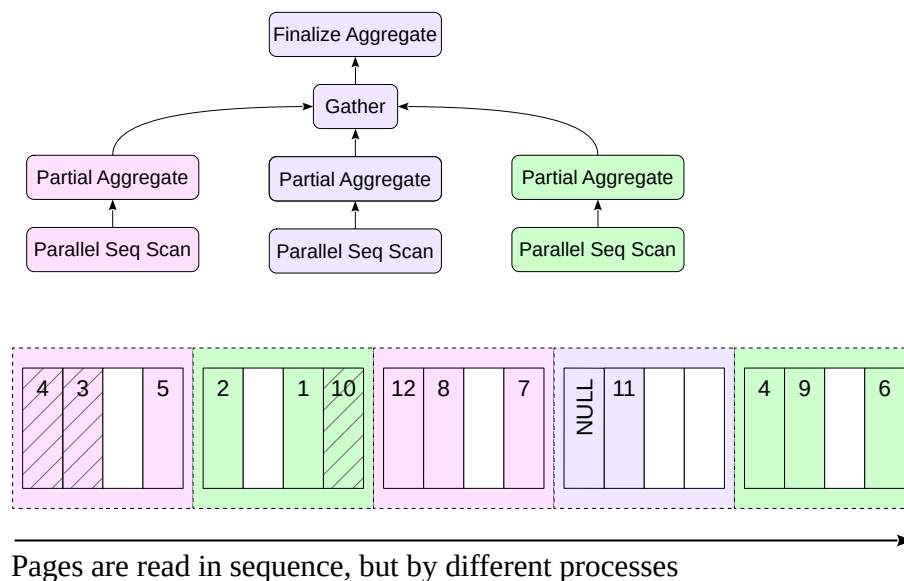 Finalize Aggregate
Gather
Partial Aggregate
Partial Aggregate
Partial Aggregate
Parallel Seq Scan
Parallel Seq Scan
Parallel Seq Scan
4 3 5 2 1 10 12 8 7 NULL 11 4 9 6
Pages are read in sequence, but by different processes